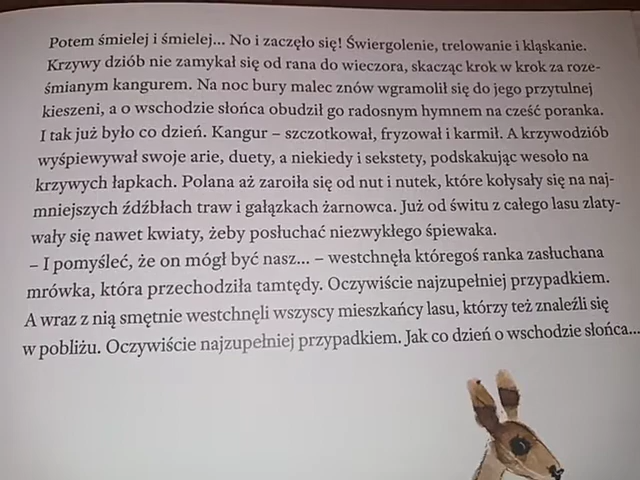 Potem śmielej i śmielej... No i zaczęło się! Świergolenie, trelowanie i kląskanie.
Krzywy dziób nie zamykał się od rana do wieczora, skacząc krok w krok za roze-
śmianym kangurem. Na noc bury malec znów wgramolił się do jego przytulnej
kieszeni, a o wschodzie słońca obudził go radosnym hymnem na cześć poranka.
I tak już było co dzień. Kangur – szczotkował, fryzował i karmił. A krzywodziób
wyśpiewywał swoje arie, duety, a niekiedy i sekstety, podskakując wesoło na
krzywych łapkach. Polana aż zaroiła się od nut i nutek, które kołysały się na naj-
mniejszych źdźbłach traw i gałązkach żarnowca. Już od świtu z całego lasu zlaty-
wały się nawet kwiaty, żeby posłuchać niezwykłego śpiewaka.
– I pomyśleć, że on mógł być nasz... – westchnęła któregoś ranka zasłuchana
mrówka, która przechodziła tamtędy. Oczywiście najzupełniej przypadkiem.
A wraz z nią smętnie westchnęli wszyscy mieszkańcy lasu, którzy też znaleźli się
w pobliżu. Oczywiście najzupełniej przypadkiem. Jak co dzień o wschodzie słońca...